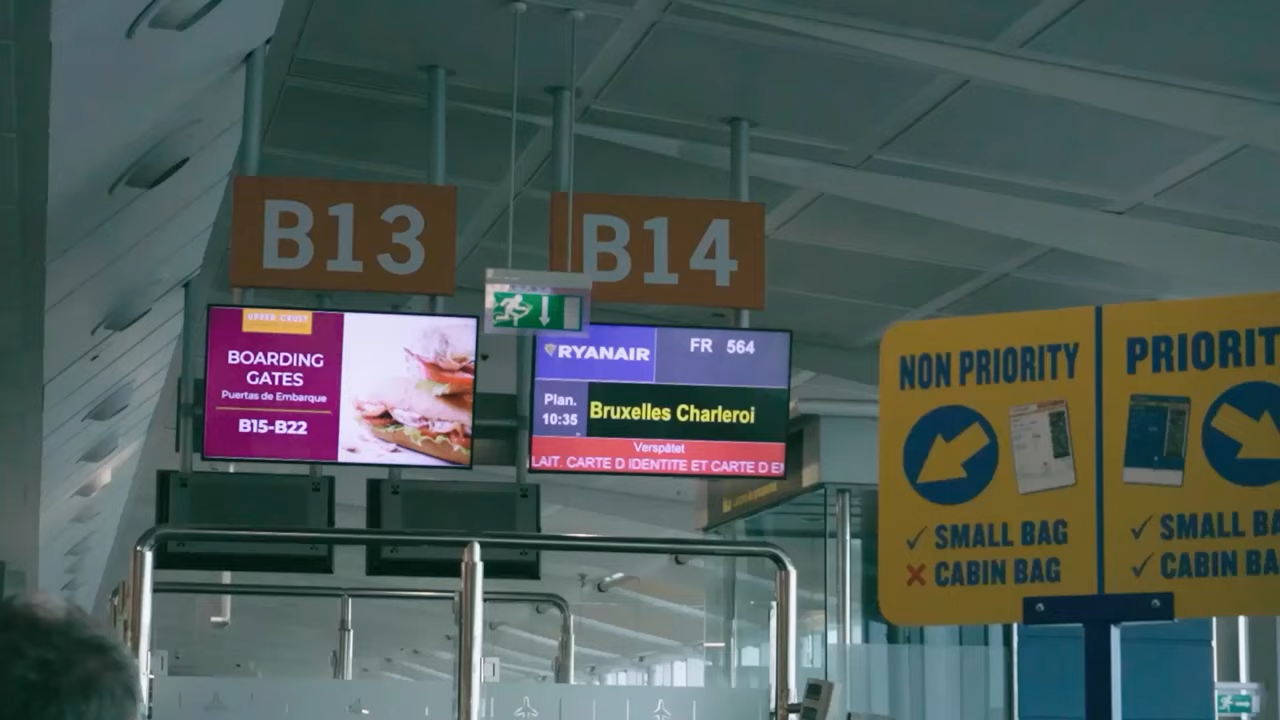 B13
B14
UPPER CRUST
BOARDING
GATES
Puertas de Embarque
B15-B22
RYANAIR
FR 564
Plan.
10:35
Bruxelles Charleroi
Verspätet
LAIT. CARTE D IDENTITE ET CARTE D E
NON PRIORITY
SMALL BAG
CABIN BAG
PRIORIT
SMALL BA
CABIN BA